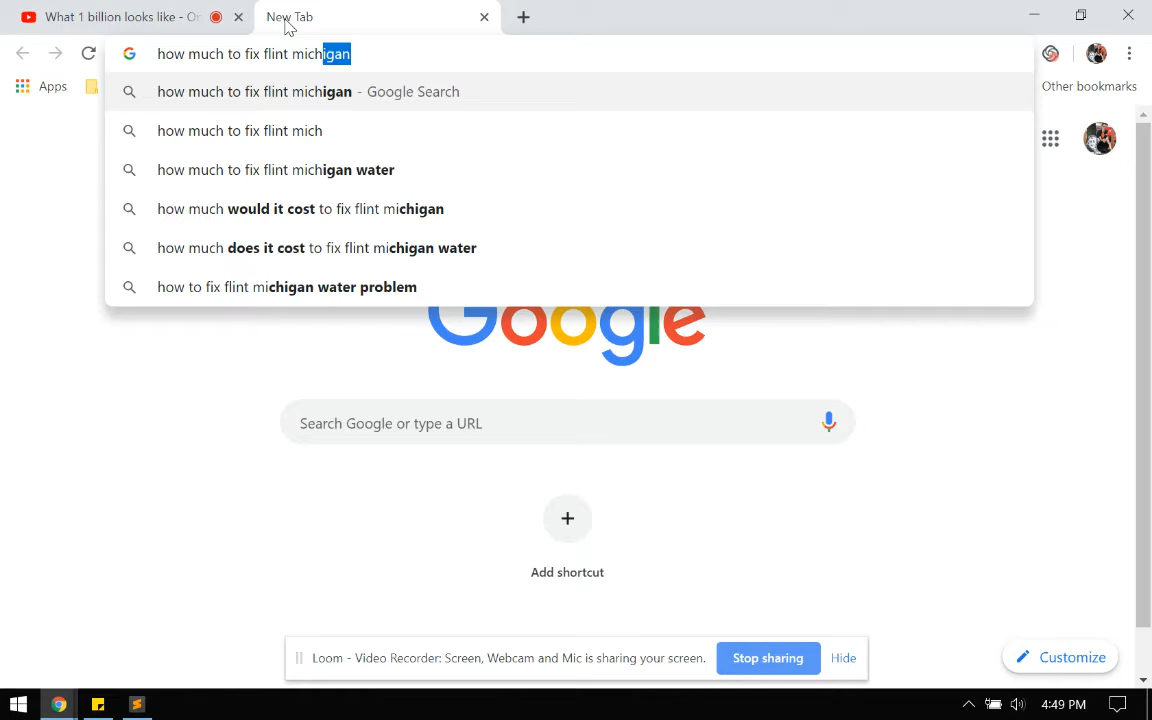 What 1 billion looks like - Or
New Tab
how much to fix flint michigan
how much to fix flint michigan - Google Search
how much to fix flint mich
how much to fix flint michigan water
how much would it cost to fix flint michigan
how much does it cost to fix flint michigan water
how to fix flint michigan water problem
Apps
Other bookmarks
Google
Search Google or type a URL
Add shortcut
Loom - Video Recorder: Screen, Webcam and Mic is sharing your screen.
Stop sharing
Hide
Customize
4:49 PM